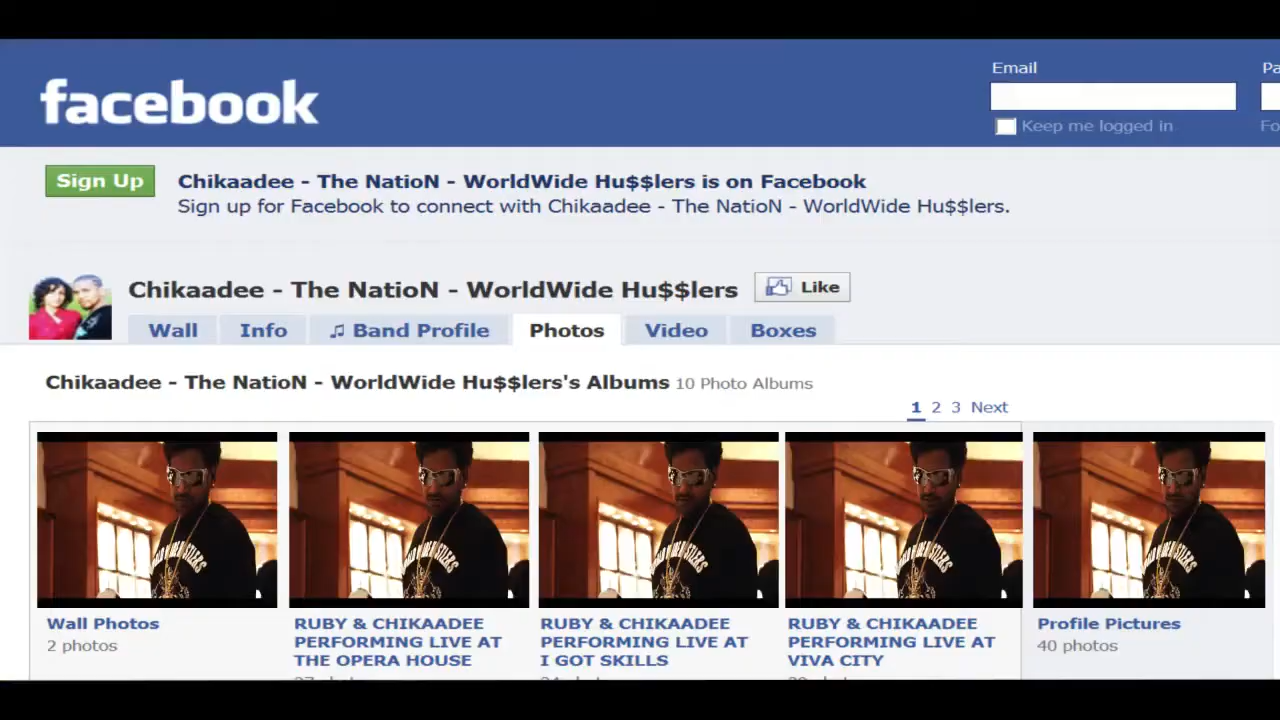 facebook
Email
Keep me logged in
Sign Up
Chikaadee - The NatioN - WorldWide Hu$$lers is on Facebook
Sign up for Facebook to connect with Chikaadee - The NatioN - WorldWide Hu$$lers.
Chikaadee - The NatioN - WorldWide Hu$$lers
Like
Wall Info Band Profile Photos Video Boxes
Chikaadee - The NatioN - WorldWide Hu$$lers's Albums 10 Photo Albums
1 2 3 Next
Wall Photos
2 photos
RUBY & CHIKAADEE
PERFORMING LIVE AT
THE OPERA HOUSE
RUBY & CHIKAADEE
PERFORMING LIVE AT
I GOT SKILLS
RUBY & CHIKAADEE
PERFORMING LIVE AT
VIVA CITY
Profile Pictures
40 photos